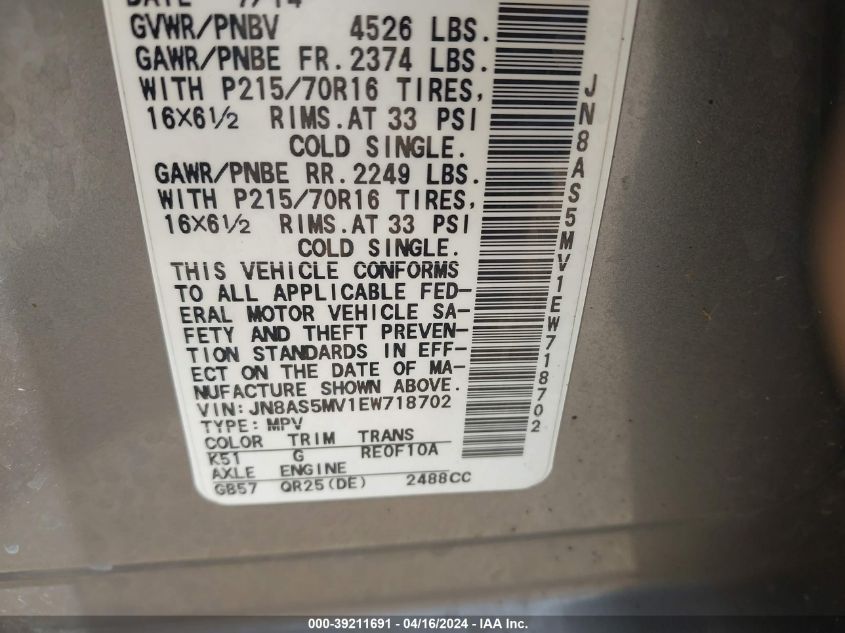 DATE 7/14
GVWR/PNBV 4526 LBS.
GAWR/PNBE FR. 2374 LBS.
WITH P215/70R16 TIRES,
16X6½ RIMS. AT 33 PSI
COLD SINGLE.
GAWR/PNBE RR. 2249 LBS.
WITH P215/70R16 TIRES,
16X6½ RIMS. AT 33 PSI
COLD SINGLE.
THIS VEHICLE CONFORMS
TO ALL APPLICABLE FED-
ERAL MOTOR VEHICLE SA-
FETY AND THEFT PREVEN-
TION STANDARDS IN EFF-
ECT ON THE DATE OF MA-
NUFACTURE SHOWN ABOVE.
VIN: JN8AS5MV1EW718702
TYPE: MPV
COLOR TRIM TRANS
K51 G RE0F10A
AXLE ENGINE
GB57 QR25(DE) 2488CC
JN8AS5MV1EW718702
000-39211691 - 04/16/2024 - IAA Inc.